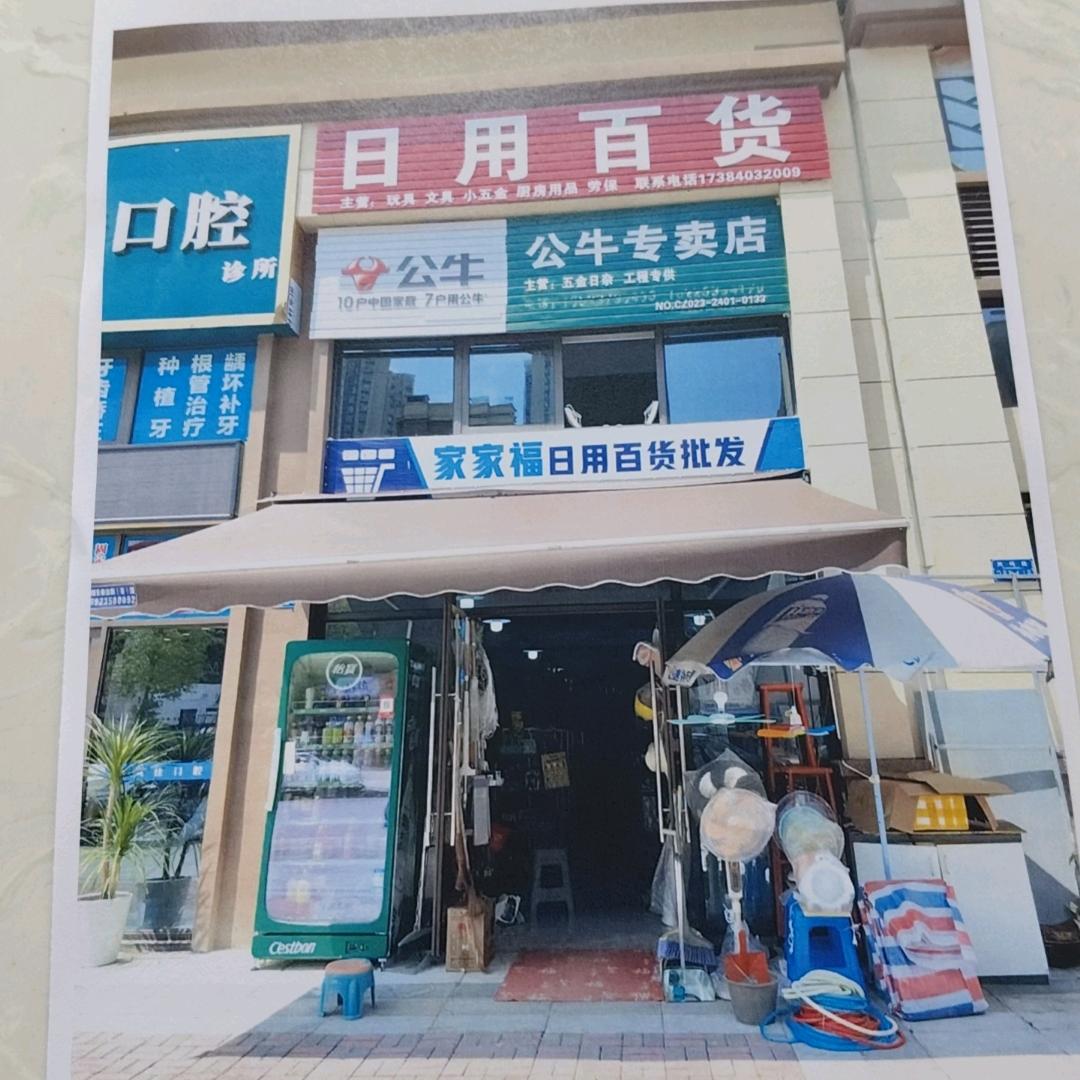 日用百货
主营：玩具 文具 小五金 厨房用品 劳保 联系电话17384032009
口腔
诊所
公牛
10户中国家庭 7户用公牛
公牛专卖店
主营：五金日杂 工程专供
NO.CZ023-2401-0133
种植牙
根管治疗
龋坏补牙
家家福日用百货批发
怡宝
Cestbon